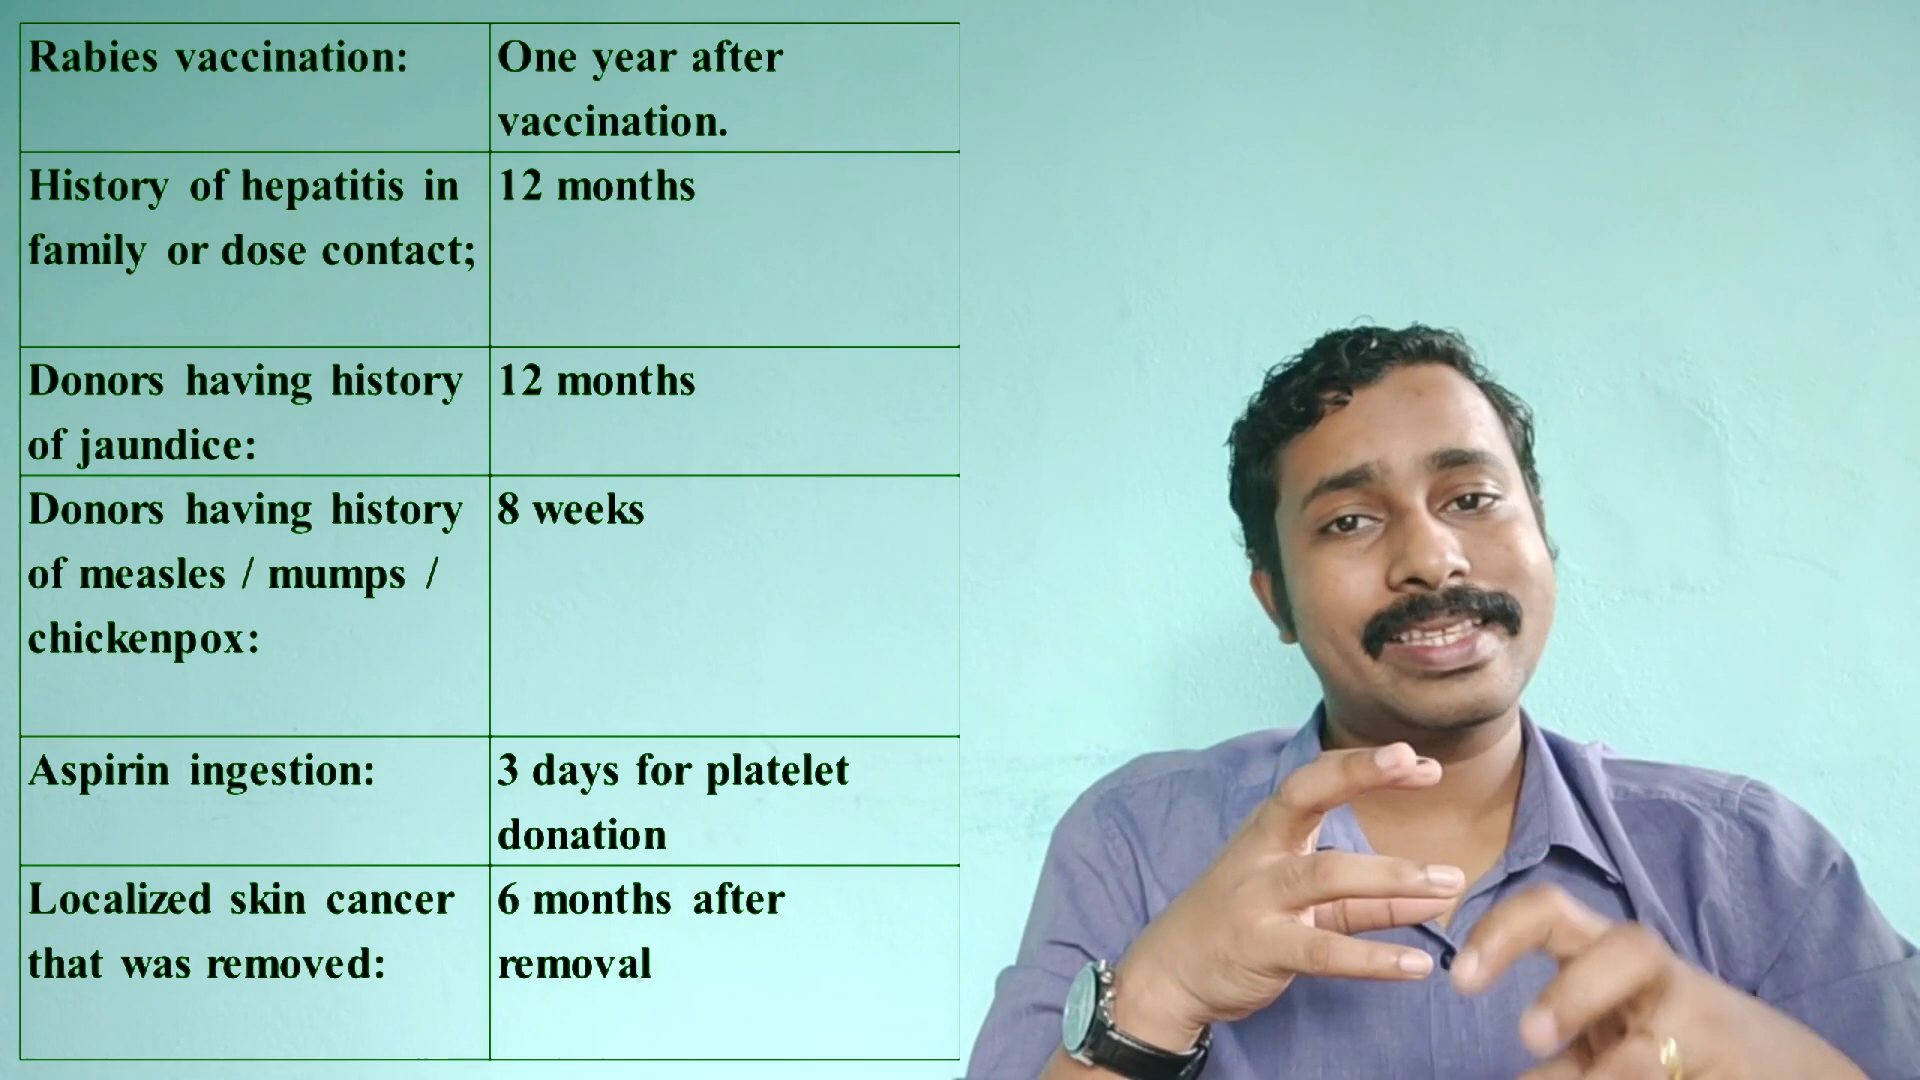 Rabies vaccination:
One year after
vaccination.
History of hepatitis in
family or dose contact;
12 months
Donors having history
of jaundice:
12 months
Donors having history
of measles / mumps /
chickenpox:
8 weeks
Aspirin ingestion:
3 days for platelet
donation
Localized skin cancer
that was removed:
6 months after
removal